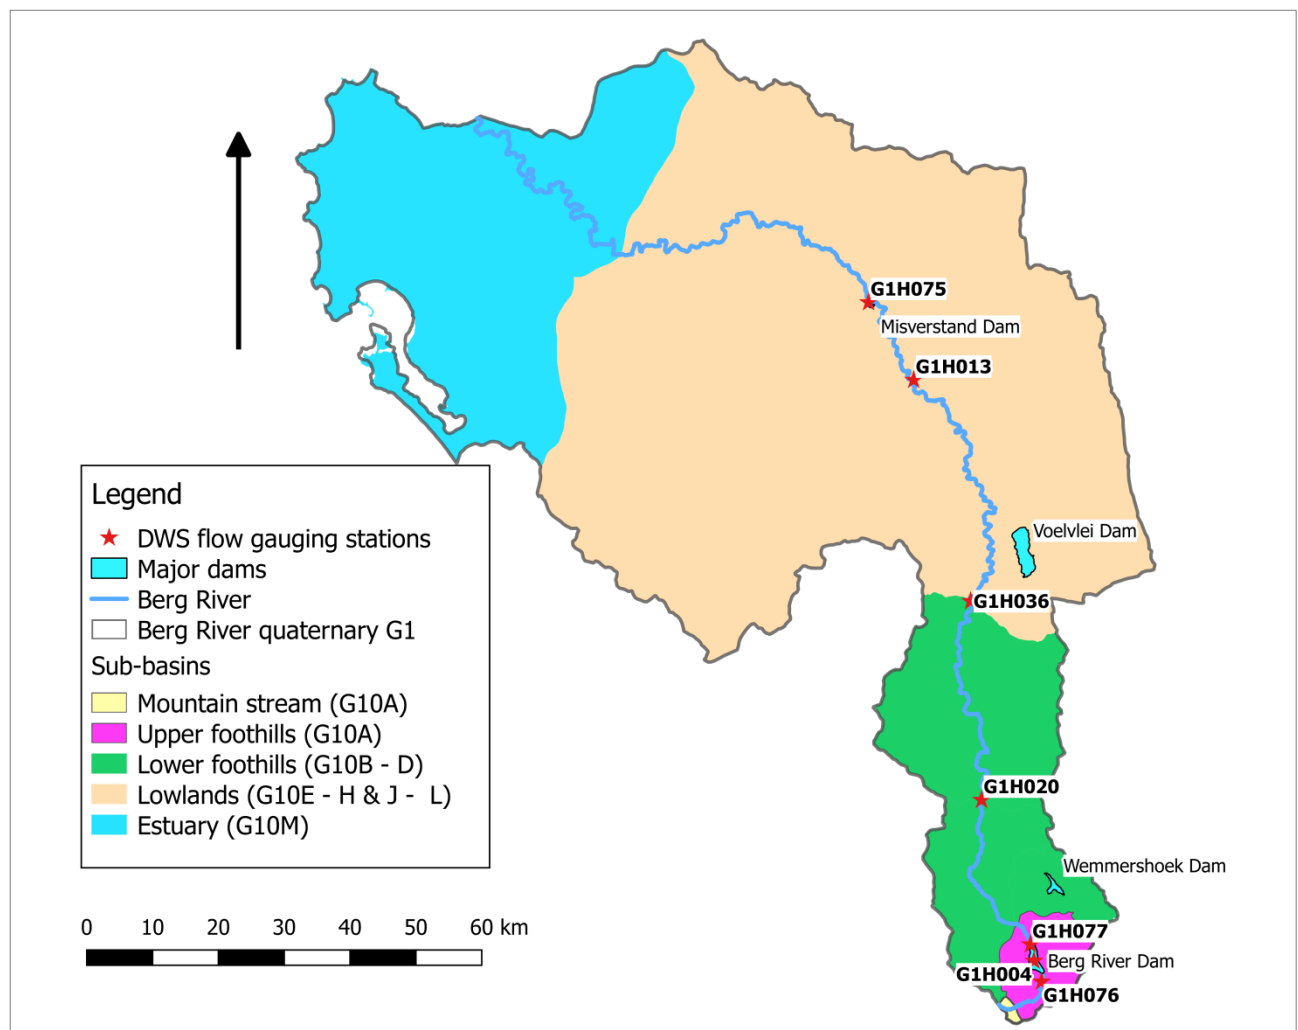 G1H075
Misverstand Dam
G1H013
Legend
DWS flow gauging stations
Major dams
Berg River
Berg River quaternary G1
Sub-basins
Mountain stream (G10A)
Upper foothills (G10A)
Lower foothills (G10B - D)
Lowlands (G10E - H & J - L)
Estuary (G10M)
Voelvlei Dam
G1H036
G1H020
Wemmershoek Dam
0 10 20 30 40 50 60 km
G1H077
Berg River Dam
G1H004
G1H076